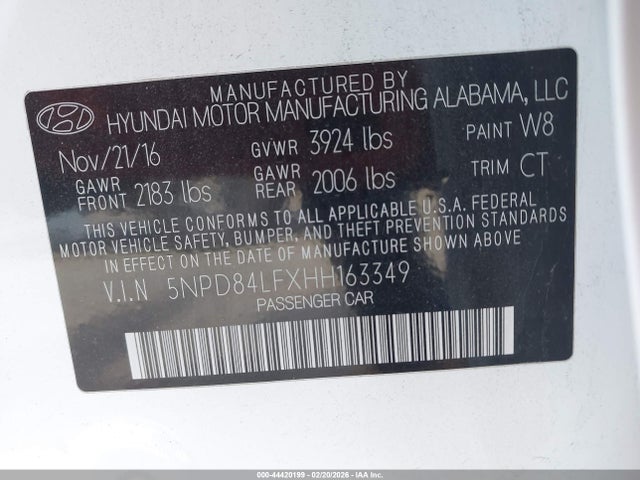 MANUFACTURED BY
HYUNDAI MOTOR MANUFACTURING ALABAMA, LLC
Nov/21/16 GVWR 3924 lbs PAINT W8
GAWR FRONT 2183 lbs GAWR REAR 2006 lbs TRIM CT
THIS VEHICLE CONFORMS TO ALL APPLICABLE U.S.A. FEDERAL
MOTOR VEHICLE SAFETY, BUMPER, AND THEFT PREVENTION STANDARDS
IN EFFECT ON THE DATE OF MANUFACTURE SHOWN ABOVE
V.I.N 5NPD84LFXHH163349
PASSENGER CAR
000-44420199 - 02/20/2026 - IAAI.COM